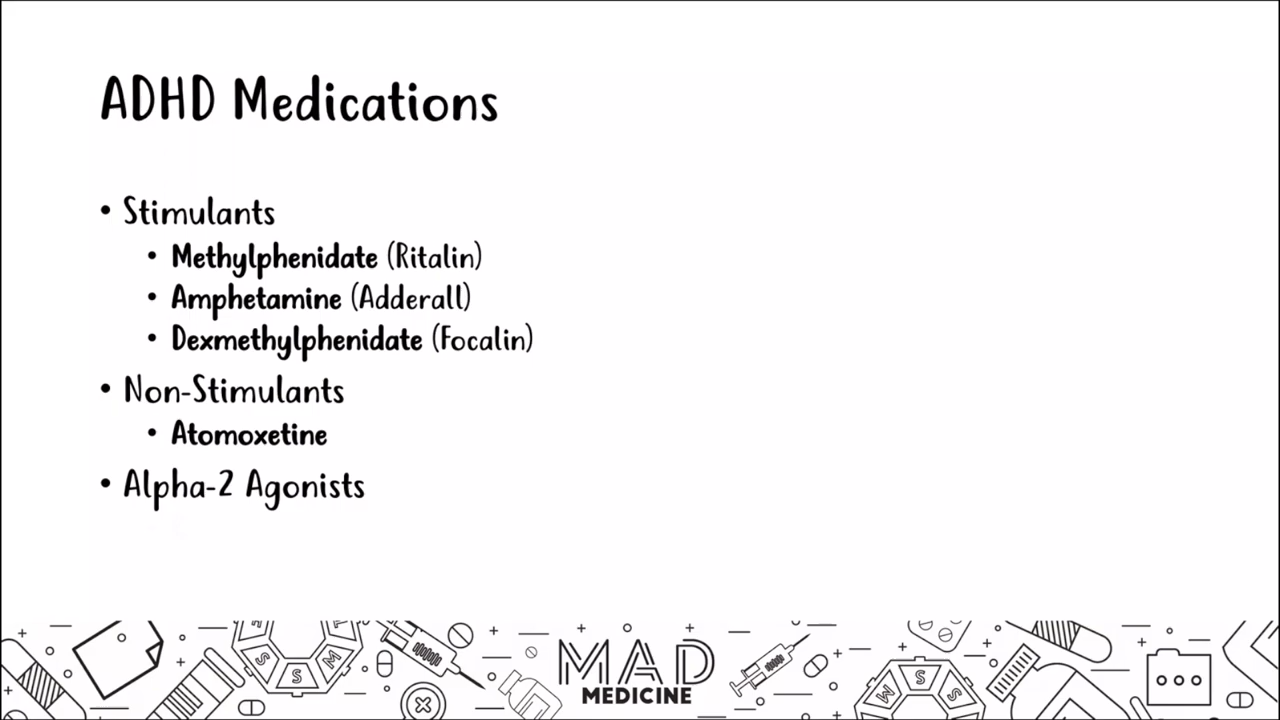 ADHD Medications
• Stimulants
• Methylphenidate (Ritalin)
• Amphetamine (Adderall)
• Dexmethylphenidate (Focalin)
• Non-Stimulants
• Atomoxetine
• Alpha-2 Agonists
MAD
MEDICINE
S
S
M
M
S
S